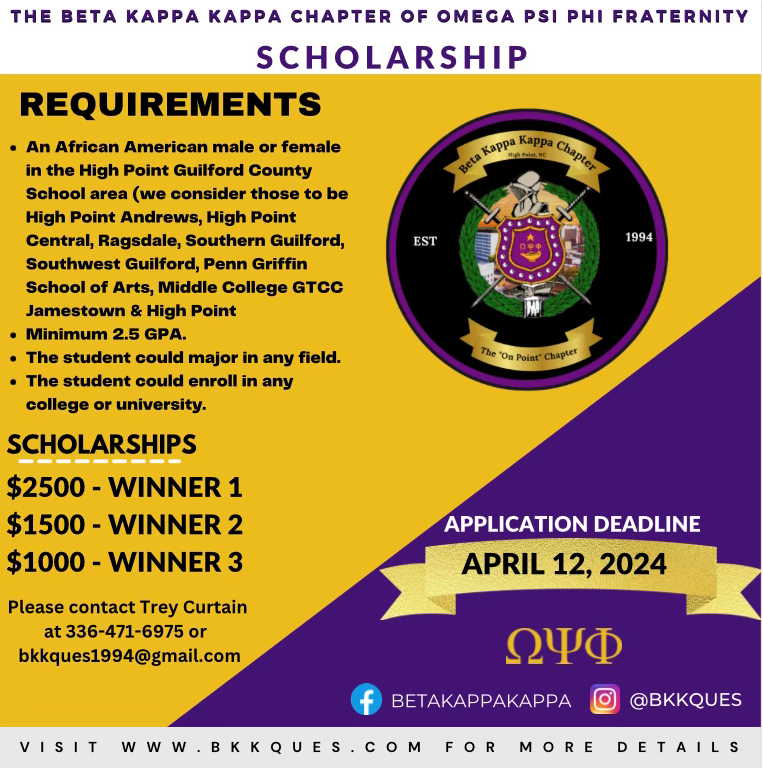 THE BETA KAPPA KAPPA CHAPTER OF OMEGA PSI PHI FRATERNITY
SCHOLARSHIP
REQUIREMENTS
• An African American male or female
in the High Point Guilford County
School area (we consider those to be
High Point Andrews, High Point
Central, Ragsdale, Southern Guilford,
Southwest Guilford, Penn Griffin
School of Arts, Middle College GTCC
Jamestown & High Point
• Minimum 2.5 GPA.
• The student could major in any field.
• The student could enroll in any
college or university.
Beta Kappa Kappa Chapter
High Point, NC
EST
1994
ΩΨΦ
The "On Point" Chapter
SCHOLARSHIPS
$2500 - WINNER 1
$1500 - WINNER 2
$1000 - WINNER 3
Please contact Trey Curtain
at 336-471-6975 or
bkkques1994@gmail.com
APPLICATION DEADLINE
APRIL 12, 2024
ΩΨΦ
BETAKAPPAKAPPA
@BKKQUES
VISIT WWW.BKKQUES.COM FOR MORE DETAILS